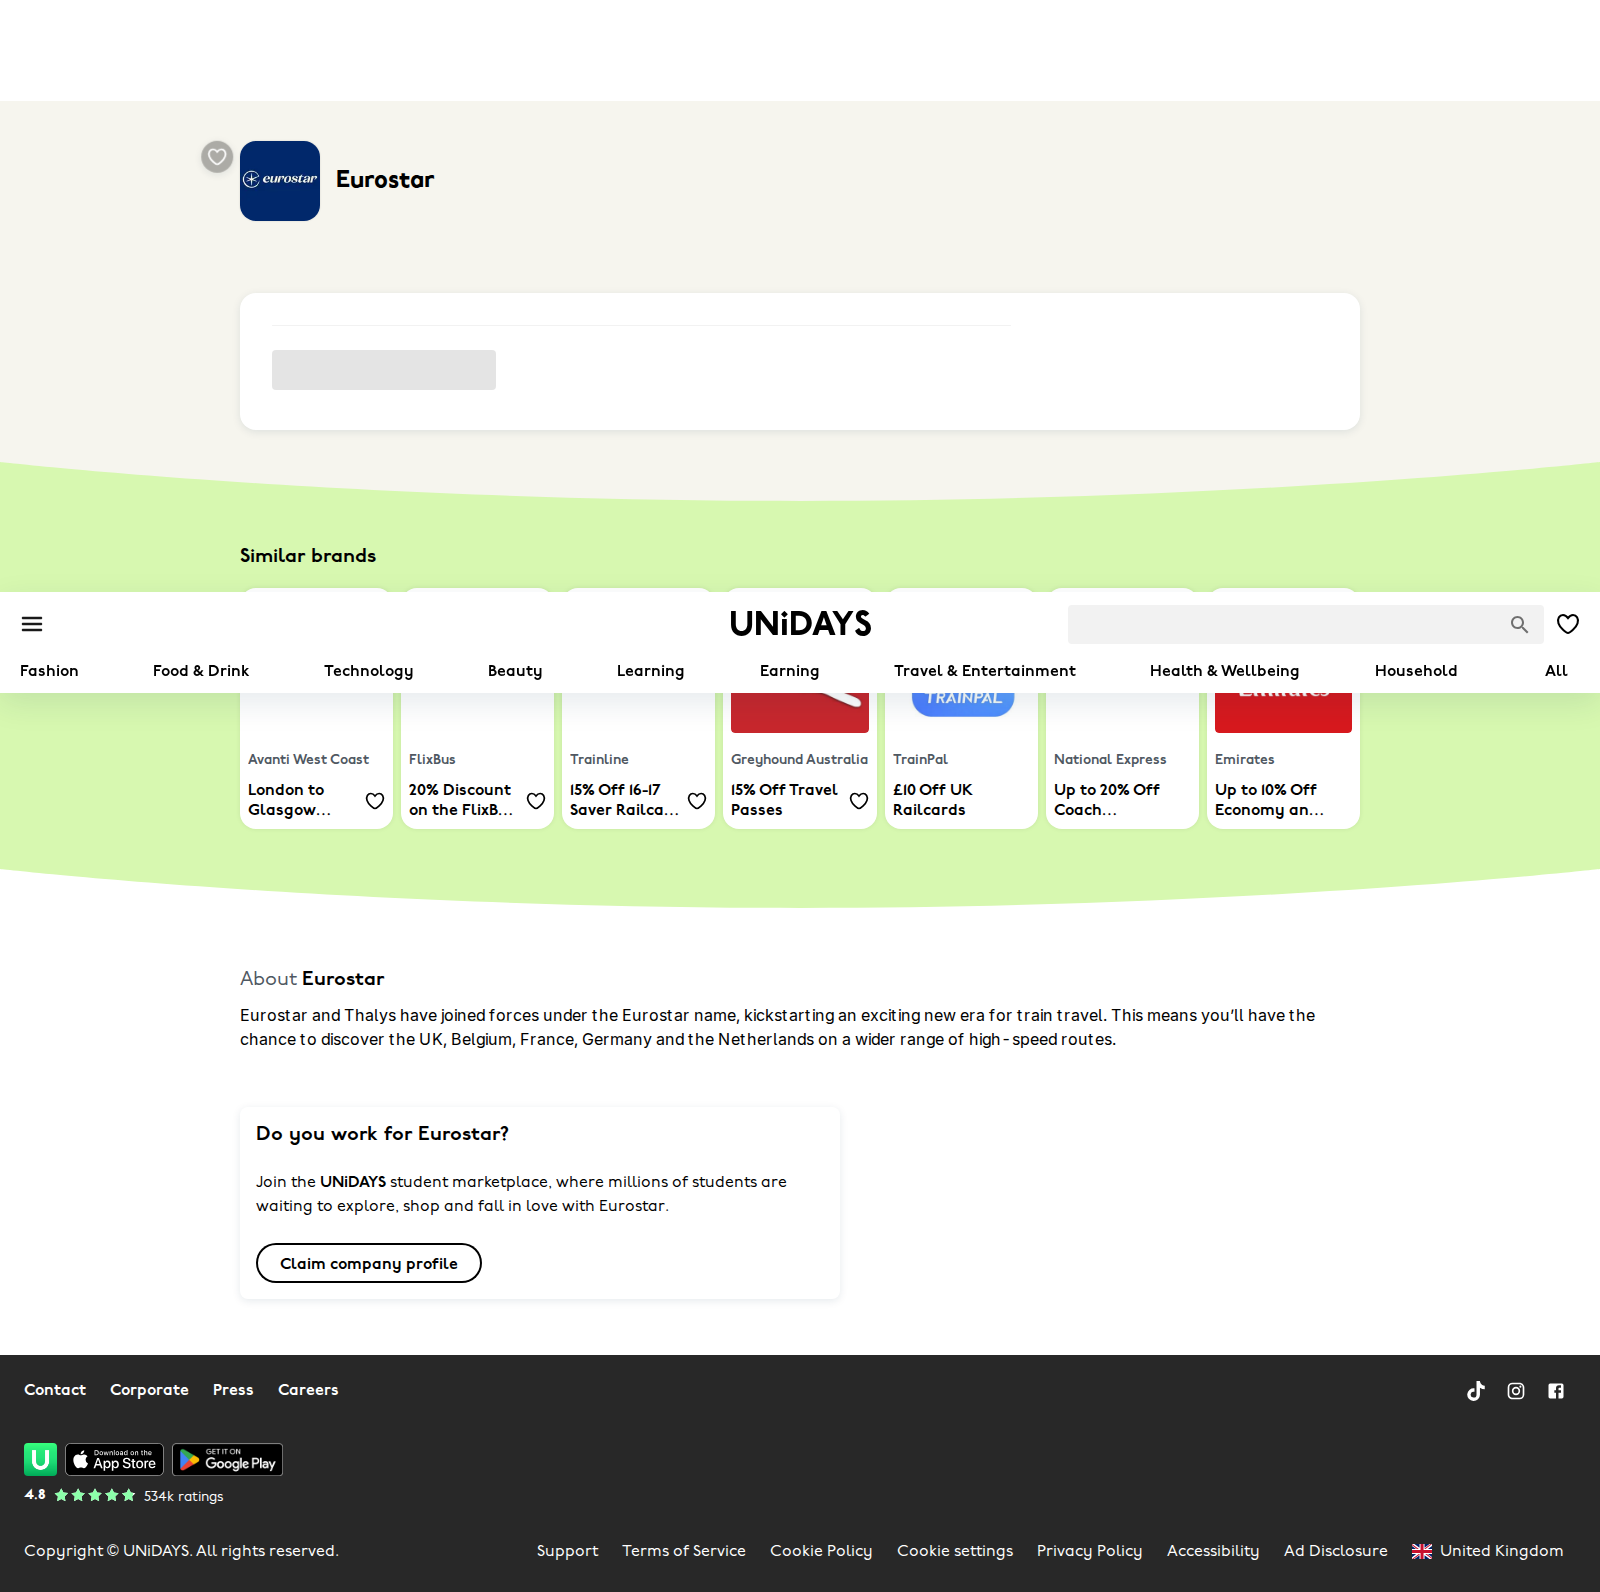 eurostar
Eurostar
Similar brands
UNiDAYS
Fashion
Food & Drink
Technology
Beauty
Learning
Earning
Travel & Entertainment
Health & Wellbeing
Household
All
TRAINPAL
Avanti West Coast
London to
Glasgow...
FlixBus
20% Discount
on the FlixB...
Trainline
15% Off 16-17
Saver Railca...
Greyhound Australia
15% Off Travel
Passes
TrainPal
£10 Off UK
Railcards
National Express
Up to 20% Off
Coach...
Emirates
Up to 10% Off
Economy an...
About Eurostar
Eurostar and Thalys have joined forces under the Eurostar name, kickstarting an exciting new era for train travel. This means you’ll have the
chance to discover the UK, Belgium, France, Germany and the Netherlands on a wider range of high-speed routes.
Do you work for Eurostar?
Join the UNiDAYS student marketplace, where millions of students are
waiting to explore, shop and fall in love with Eurostar.
Claim company profile
Contact
Corporate
Press
Careers
Download on the
App Store
GET IT ON
Google Play
4.8
534k ratings
Copyright © UNiDAYS. All rights reserved.
Support
Terms of Service
Cookie Policy
Cookie settings
Privacy Policy
Accessibility
Ad Disclosure
United Kingdom